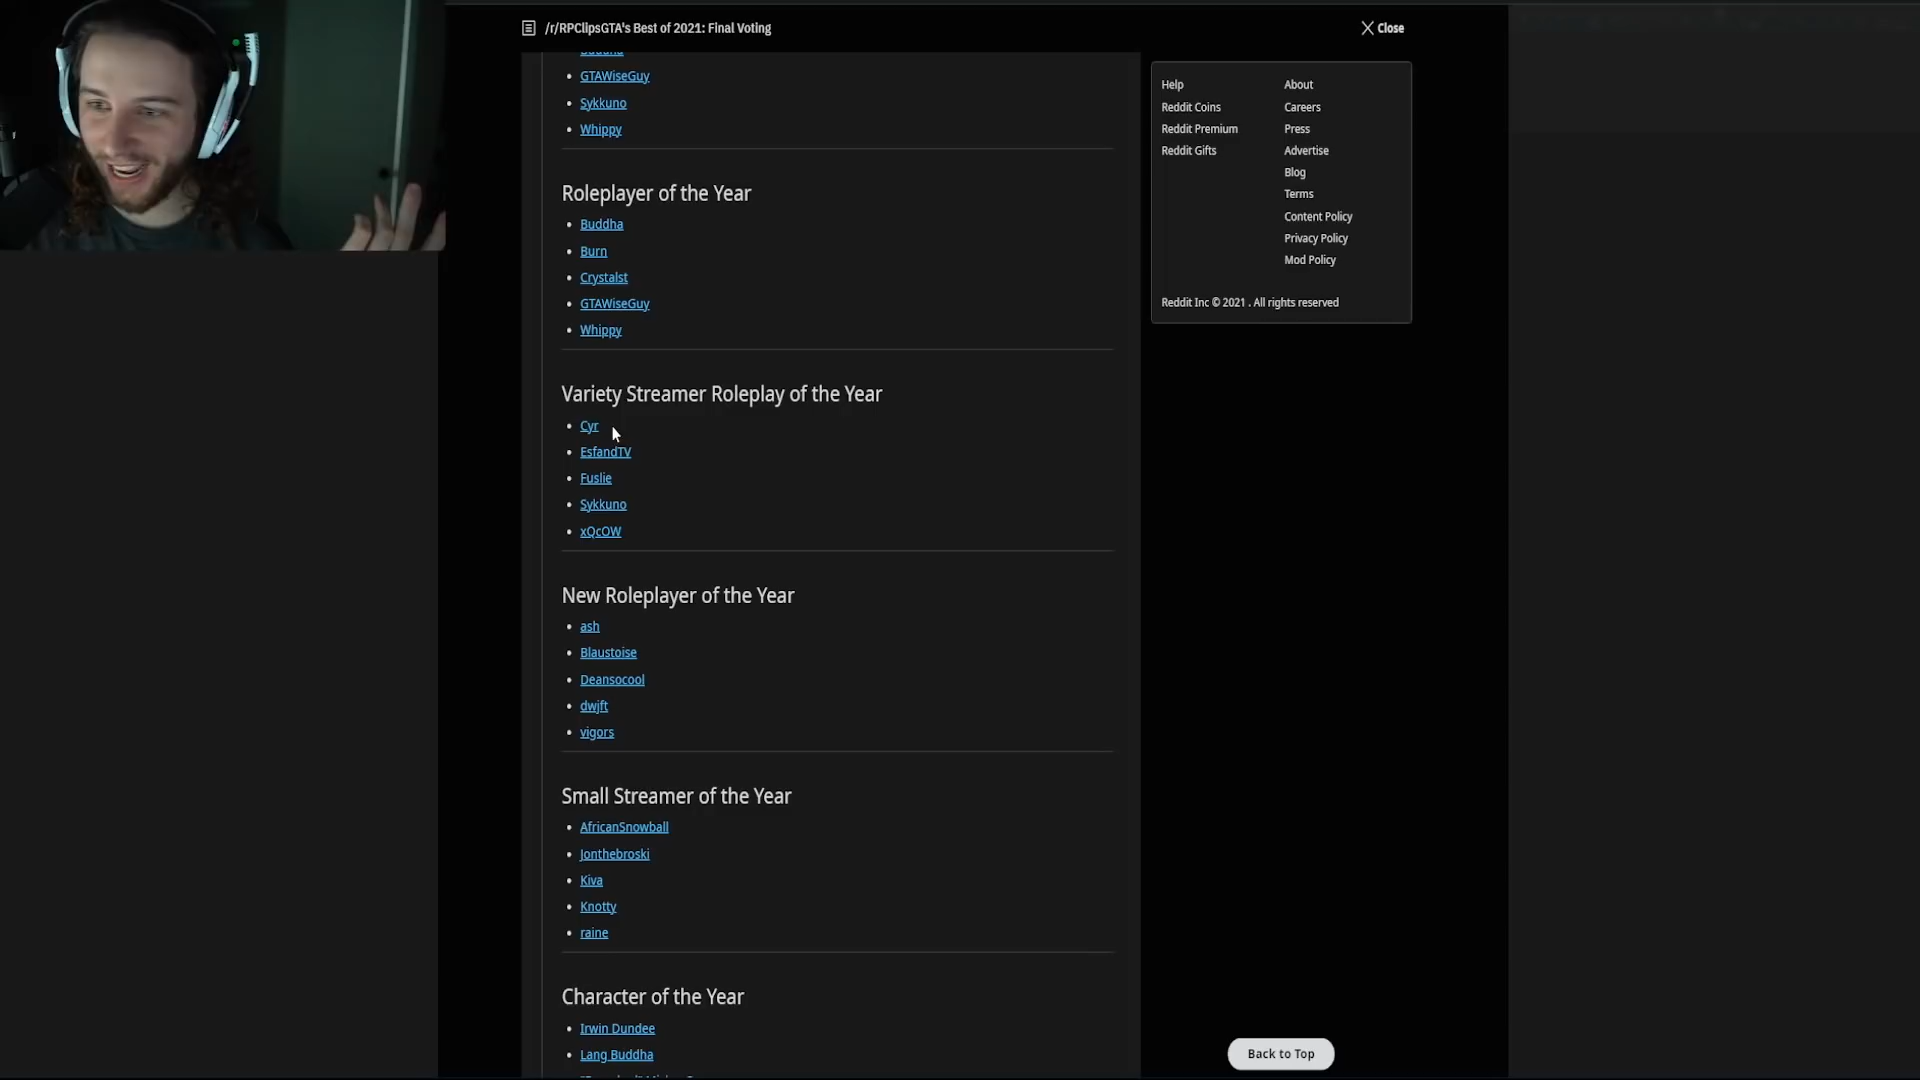 /r/RPClipsGTA's Best of 2021: Final Voting
Close
Buddha
GTAWiseGuy
Sykkuno
Whippy
Roleplayer of the Year
Buddha
Burn
Crystalst
GTAWiseGuy
Whippy
Variety Streamer Roleplay of the Year
Cyr
EsfandTV
Fuslie
Sykkuno
xQcOW
New Roleplayer of the Year
ash
Blaustoise
Deansocool
dwjft
vigors
Small Streamer of the Year
AfricanSnowball
Jonthebroski
Kiva
Knotty
raine
Character of the Year
Irwin Dundee
Lang Buddha
Help
Reddit Coins
Reddit Premium
Reddit Gifts
About
Careers
Press
Advertise
Blog
Terms
Content Policy
Privacy Policy
Mod Policy
Reddit Inc © 2021 . All rights reserved
Back to Top